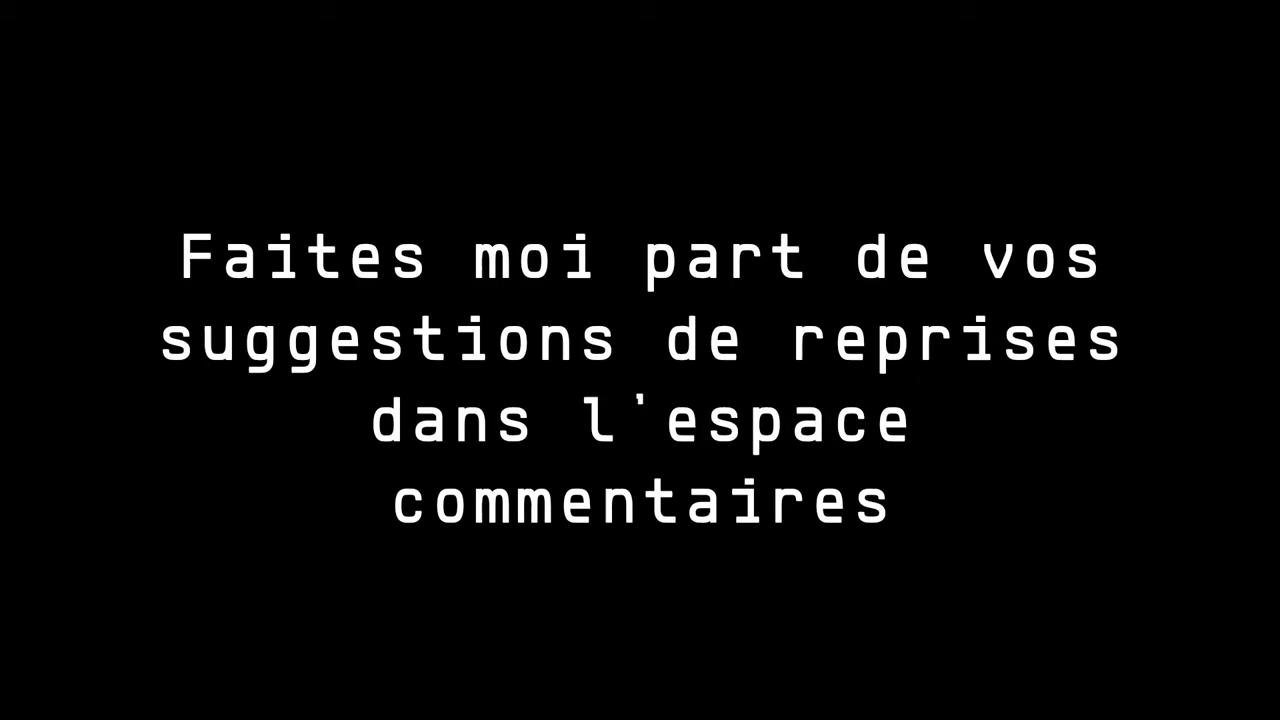 Faites moi part de vos
suggestions de reprises
dans l'espace
commentaires